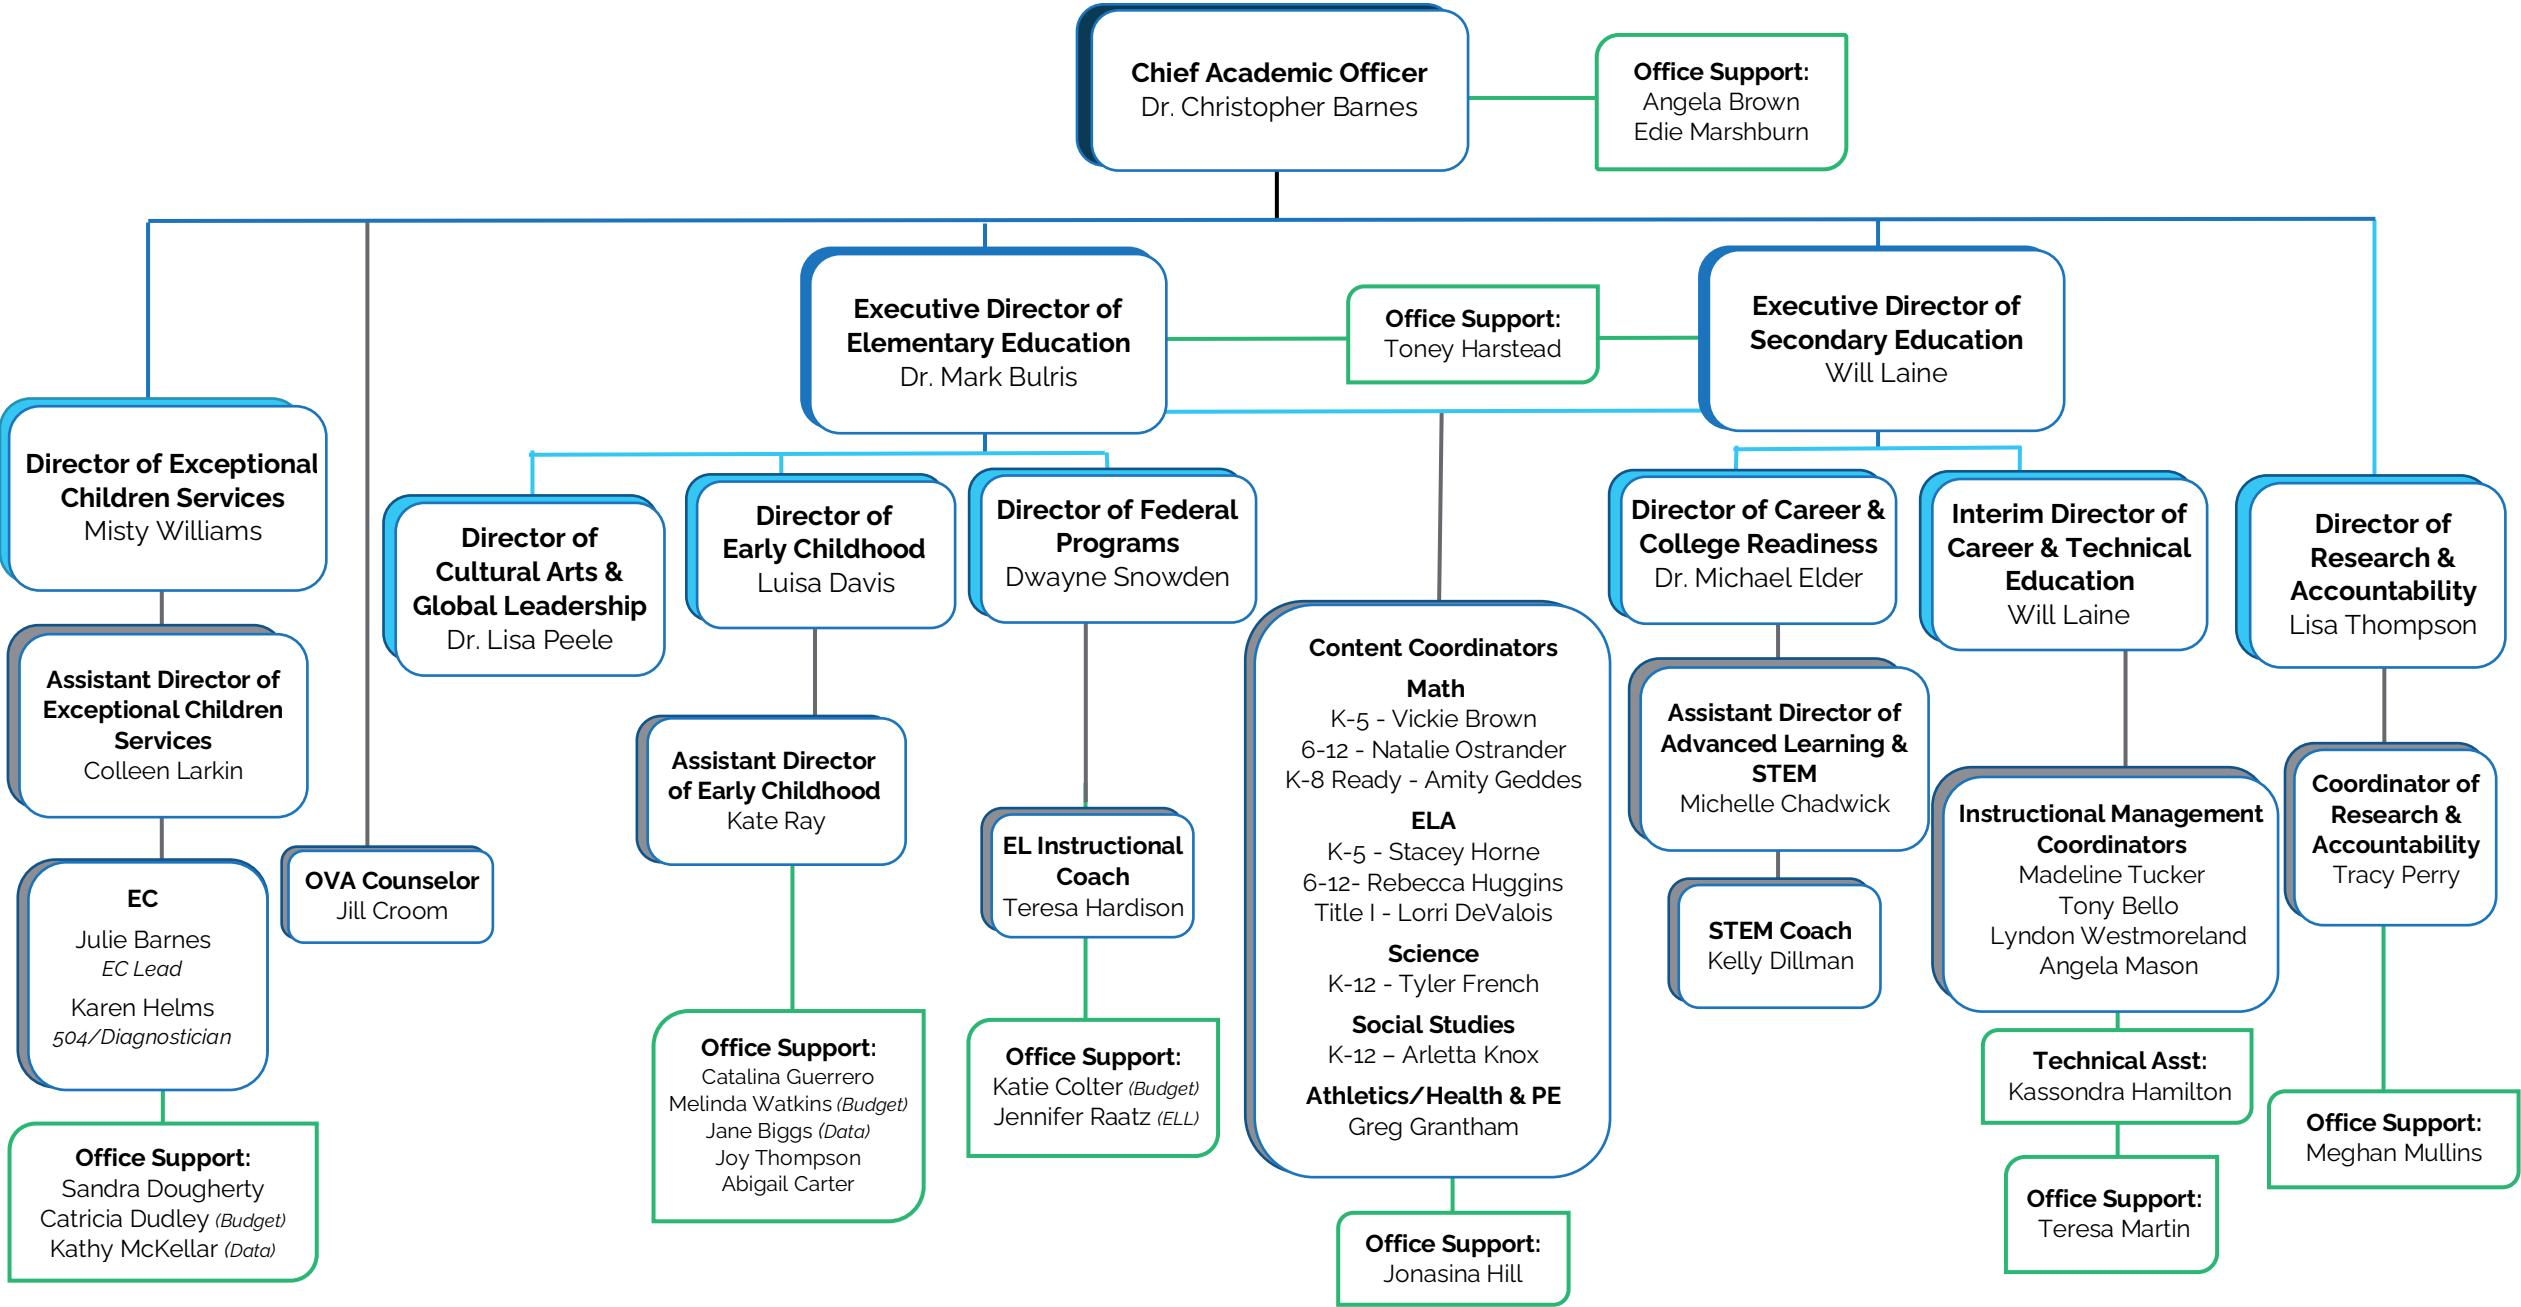 Chief Academic Officer
Dr. Christopher Barnes
Office Support:
Angela Brown
Edie Marshburn
Executive Director of
Elementary Education
Dr. Mark Bulris
Office Support:
Toney Harstead
Executive Director of
Secondary Education
Will Laine
Director of Exceptional
Children Services
Misty Williams
Director of
Cultural Arts &
Global Leadership
Dr. Lisa Peele
Director of
Early Childhood
Luisa Davis
Director of Federal
Programs
Dwayne Snowden
Director of Career &
College Readiness
Dr. Michael Elder
Interim Director of
Career & Technical
Education
Will Laine
Director of
Research &
Accountability
Lisa Thompson
Assistant Director of
Exceptional Children
Services
Colleen Larkin
Assistant Director
of Early Childhood
Kate Ray
EL Instructional
Coach
Teresa Hardison
Content Coordinators
Math
K-5 - Vickie Brown
6-12 - Natalie Ostrander
K-8 Ready - Amity Geddes
ELA
K-5 - Stacey Horne
6-12- Rebecca Huggins
Title I - Lorri DeValois
Science
K-12 - Tyler French
Social Studies
K-12 – Arletta Knox
Athletics/Health & PE
Greg Grantham
Assistant Director of
Advanced Learning &
STEM
Michelle Chadwick
Instructional Management
Coordinators
Madeline Tucker
Tony Bello
Lyndon Westmoreland
Angela Mason
Coordinator of
Research &
Accountability
Tracy Perry
EC
Julie Barnes
EC Lead
Karen Helms
504/Diagnostician
OVA Counselor
Jill Croom
STEM Coach
Kelly Dillman
Office Support:
Sandra Dougherty
Catricia Dudley (Budget)
Kathy McKellar (Data)
Office Support:
Catalina Guerrero
Melinda Watkins (Budget)
Jane Biggs (Data)
Joy Thompson
Abigail Carter
Office Support:
Katie Colter (Budget)
Jennifer Raatz (ELL)
Office Support:
Jonasina Hill
Technical Asst:
Kassondra Hamilton
Office Support:
Teresa Martin
Office Support:
Meghan Mullins